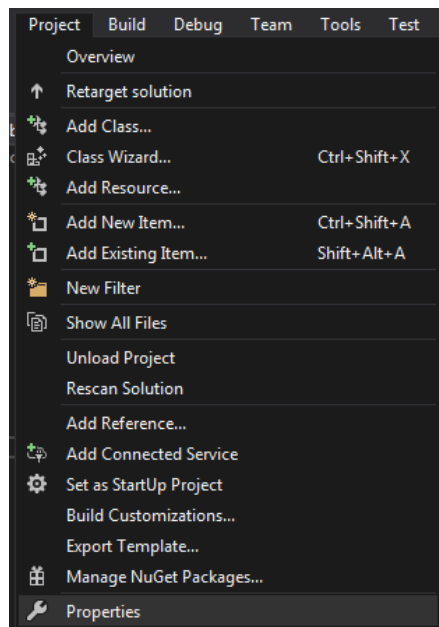 Project Build Debug Team Tools Test
Overview
Retarget solution
Add Class...
Class Wizard... Ctrl+Shift+X
Add Resource...
Add New Item... Ctrl+Shift+A
Add Existing Item... Shift+Alt+A
New Filter
Show All Files
Unload Project
Rescan Solution
Add Reference...
Add Connected Service
Set as StartUp Project
Build Customizations...
Export Template...
Manage NuGet Packages...
Properties